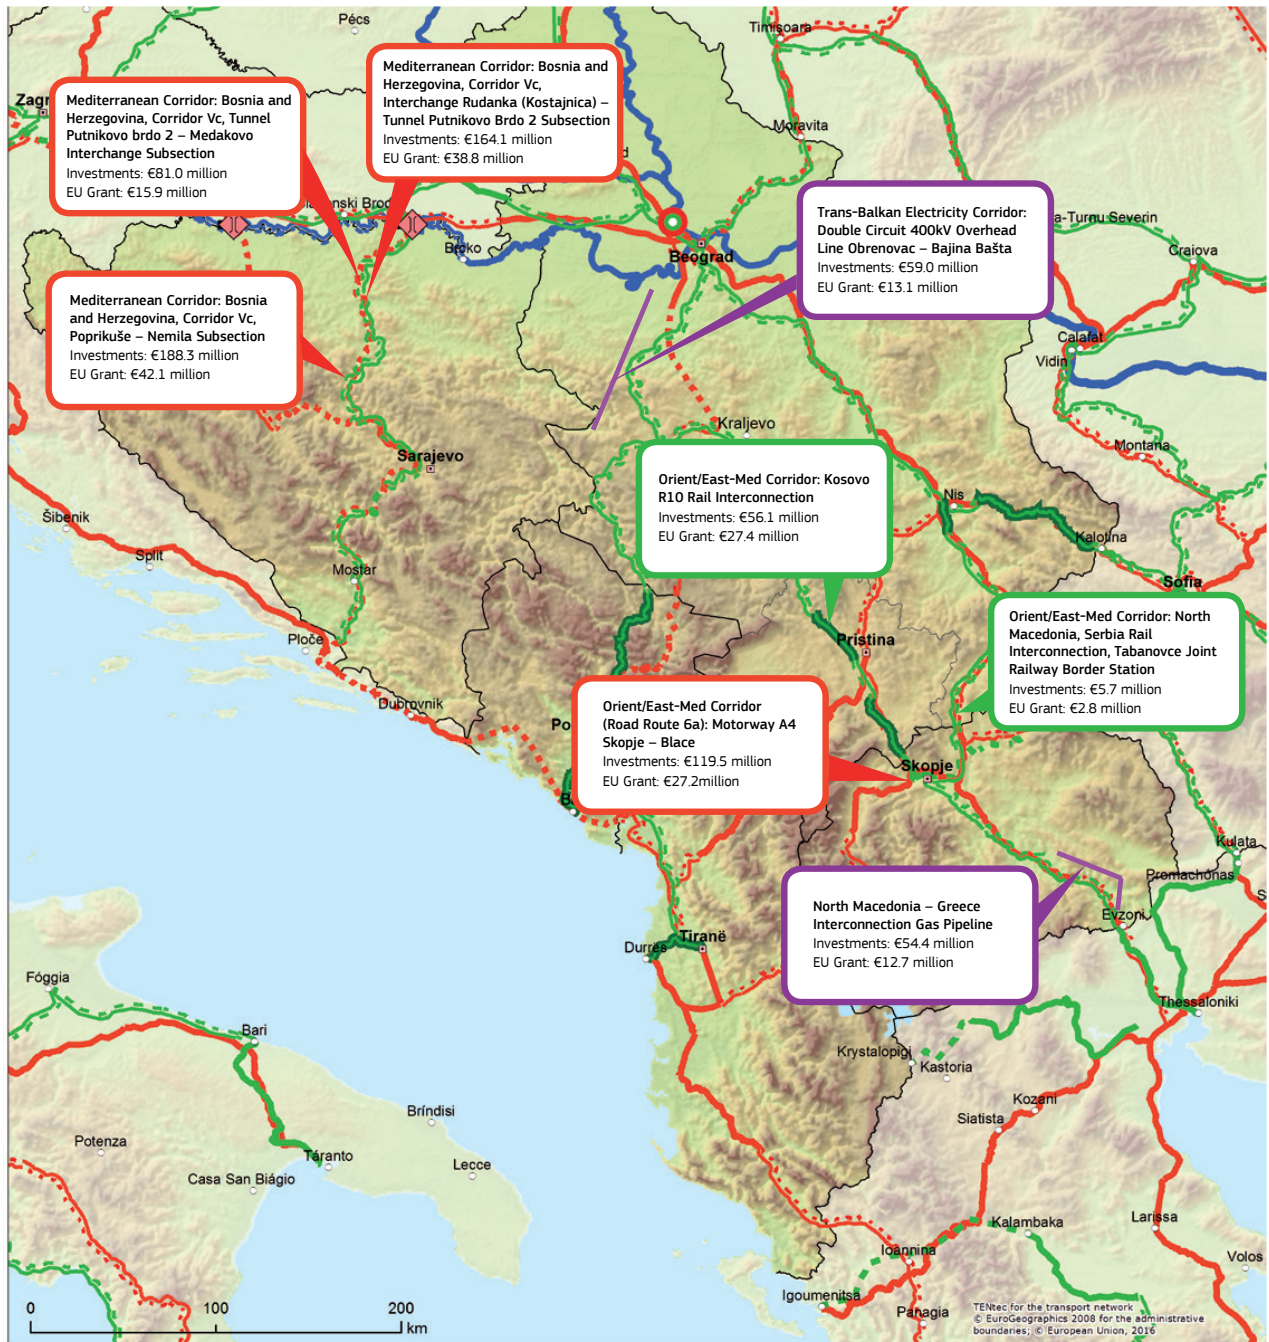 Pécs
Timişoara
Zagr
Mediterranean Corridor: Bosnia and
Herzegovina, Corridor Vc, Tunnel
Putnikovo brdo 2 – Medakovo
Interchange Subsection
Investments: €81.0 million
EU Grant: €15.9 million
Mediterranean Corridor: Bosnia and
Herzegovina, Corridor Vc,
Interchange Rudanka (Kostajnica) –
Tunnel Putnikovo Brdo 2 Subsection
Investments: €164.1 million
EU Grant: €38.8 million
Moravita
d
nski Brod
Brcko
Beograd
Trans-Balkan Electricity Corridor:
Double Circuit 400kV Overhead
Line Obrenovac – Bajina Bašta
Investments: €59.0 million
EU Grant: €13.1 million
a-Turnu Severin
Craiova
Mediterranean Corridor: Bosnia
and Herzegovina, Corridor Vc,
Poprikuše – Nemila Subsection
Investments: €188.3 million
EU Grant: €42.1 million
Calafat
Vidin
Kraljevo
Montana
Sarajevo
Orient/East-Med Corridor: Kosovo
R10 Rail Interconnection
Investments: €56.1 million
EU Grant: €27.4 million
Nis
Šibenik
Kalotina
Split
Mostar
Sofia
Ploče
Pristina
Orient/East-Med Corridor: North
Macedonia, Serbia Rail
Interconnection, Tabanovce Joint
Railway Border Station
Investments: €5.7 million
EU Grant: €2.8 million
Dubrovnik
Po
Orient/East-Med Corridor
(Road Route 6a): Motorway A4
Skopje – Blace
Investments: €119.5 million
EU Grant: €27.2million
Skopje
B
Kulata
Promachonas
North Macedonia – Greece
Interconnection Gas Pipeline
Investments: €54.4 million
EU Grant: €12.7 million
Evzoni
Tiranë
Durrës
Fóggia
Thessaloniki
Bari
Krystalopigi
Kastoria
Kozani
Siatista
Bríndisi
Potenza
Táranto
Lecce
Casa San Biágio
Kalambaka
Larissa
Ioannina
Volos
Igoumenitsa
Panagia
0 100 200
km
TENtec for the transport network
© EuroGeographics 2008 for the administrative
boundaries; © European Union, 2016